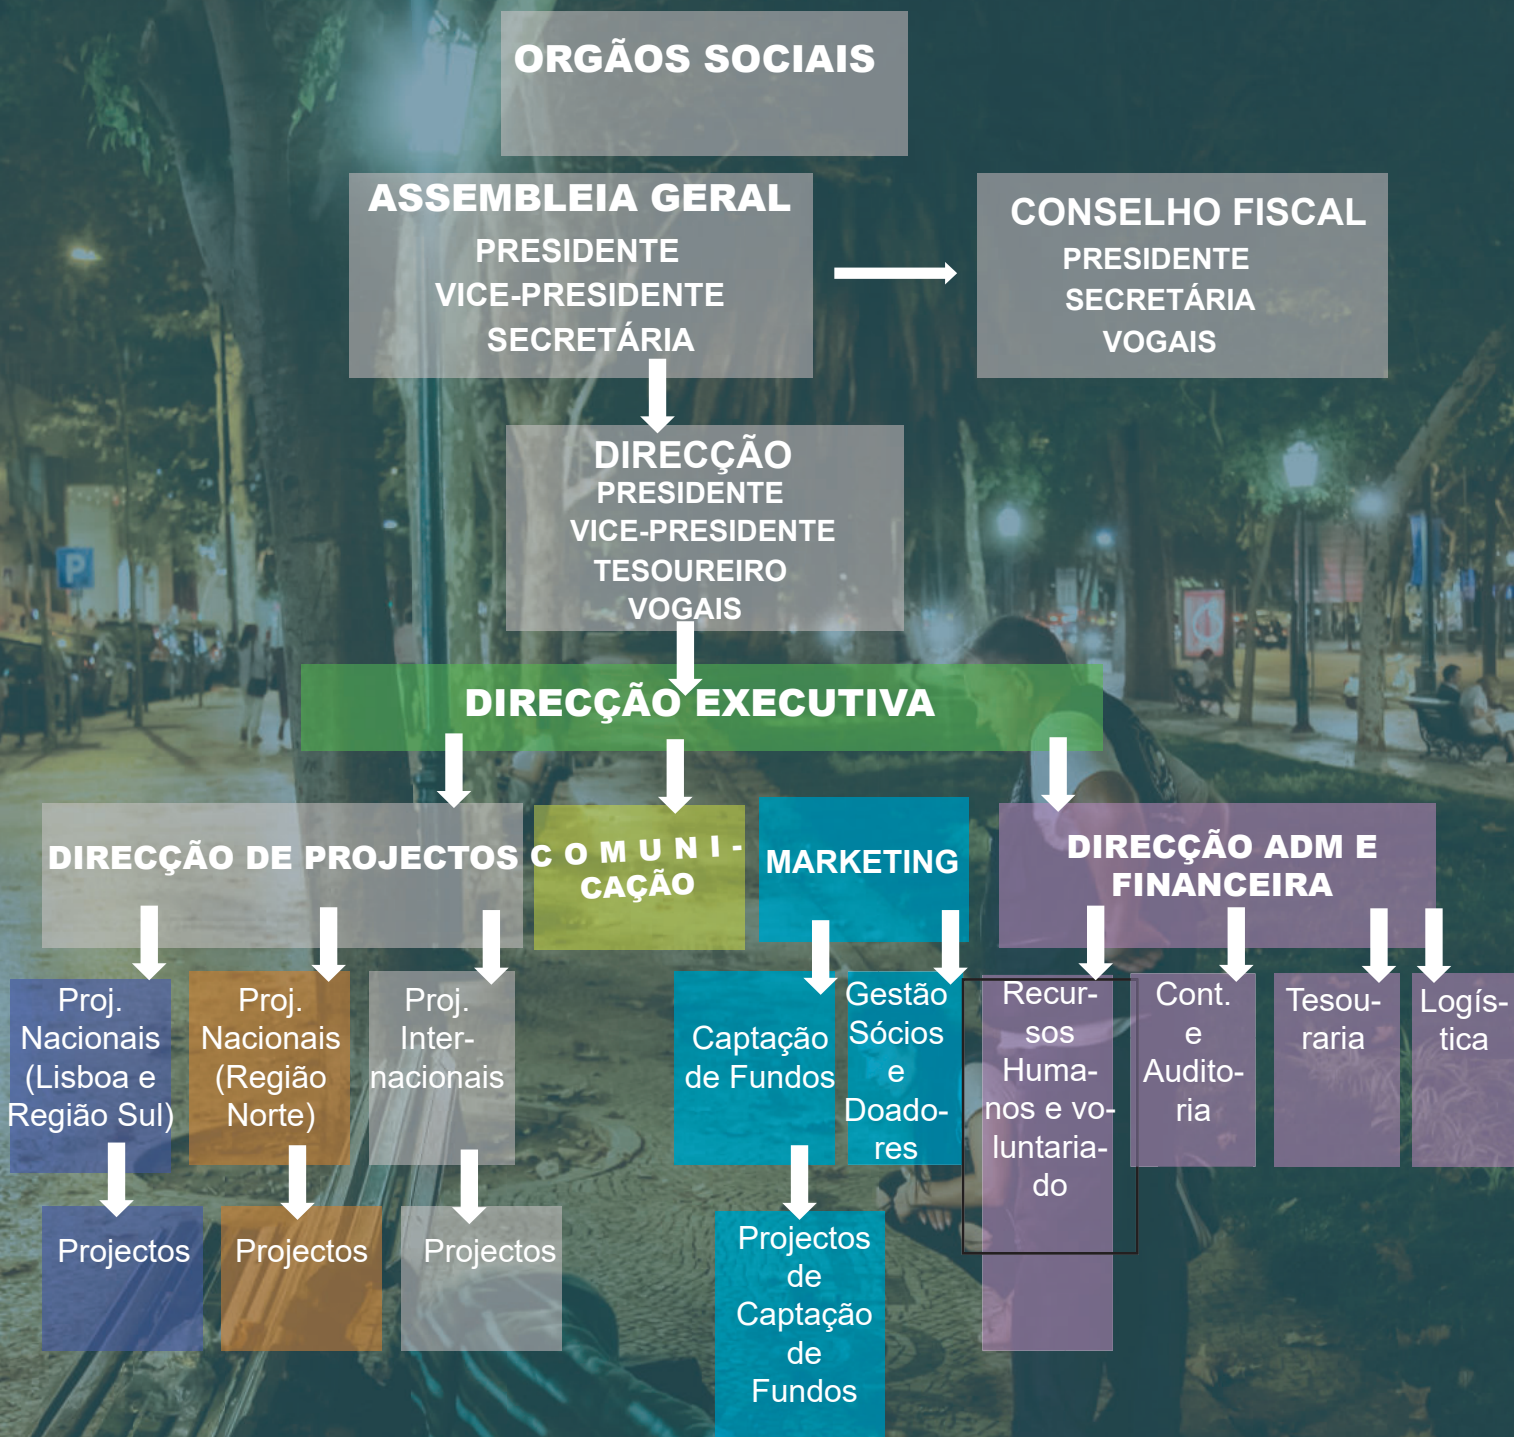 ORGÃOS SOCIAIS
ASSEMBLEIA GERAL
PRESIDENTE
VICE-PRESIDENTE
SECRETÁRIA
CONSELHO FISCAL
PRESIDENTE
SECRETÁRIA
VOGAIS
DIRECÇÃO
PRESIDENTE
VICE-PRESIDENTE
TESOUREIRO
VOGAIS
P
DIRECÇÃO EXECUTIVA
DIRECÇÃO DE PROJECTOS
COMUNI-
CAÇÃO
MARKETING
DIRECÇÃO ADM E
FINANCEIRA
Proj.
Nacionais
(Lisboa e
Região Sul)
Proj.
Nacionais
(Região
Norte)
Proj.
Inter-
nacionais
Captação
de Fundos
Gestão
Sócios
e
Doado-
res
Recur-
sos
Huma-
nos e vo-
luntaria-
do
Cont.
e
Audito-
ria
Tesou-
raria
Logís-
tica
Projectos
Projectos
Projectos
Projectos
de
Captação
de
Fundos